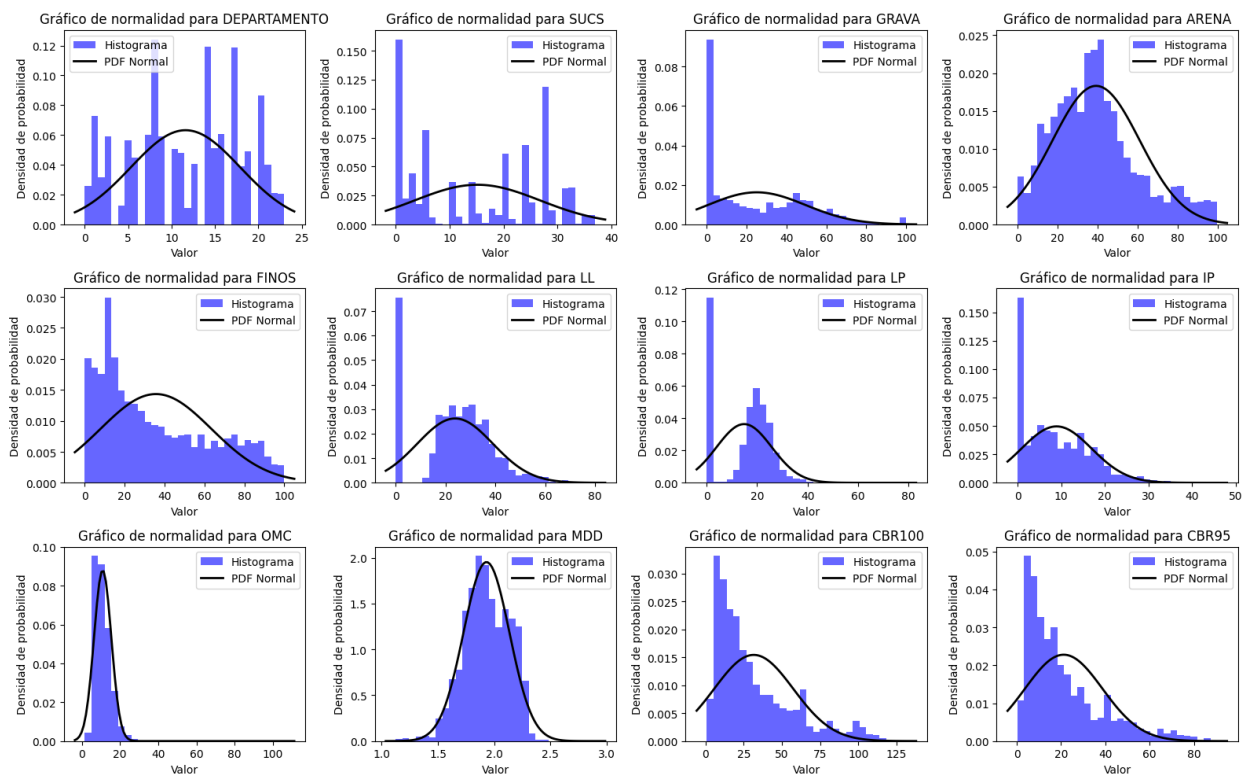 Gráfico de normalidad para DEPARTAMENTO
Densidad de probabilidad
0.12
0.10
0.08
0.06
0.04
0.02
0.00
Histograma
PDF Normal
0 5 10 15 20 25
Valor
Gráfico de normalidad para SUCS
Densidad de probabilidad
0.150
0.125
0.100
0.075
0.050
0.025
0.000
Histograma
PDF Normal
0 10 20 30 40
Valor
Gráfico de normalidad para GRAVA
Densidad de probabilidad
0.08
0.06
0.04
0.02
0.00
Histograma
PDF Normal
0 20 40 60 80 100
Valor
Gráfico de normalidad para ARENA
Densidad de probabilidad
0.025
0.020
0.015
0.010
0.005
0.000
Histograma
PDF Normal
0 20 40 60 80 100
Valor
Gráfico de normalidad para FINOS
Densidad de probabilidad
0.030
0.025
0.020
0.015
0.010
0.005
0.000
Histograma
PDF Normal
0 20 40 60 80 100
Valor
Gráfico de normalidad para LL
Densidad de probabilidad
0.07
0.06
0.05
0.04
0.03
0.02
0.01
0.00
Histograma
PDF Normal
0 20 40 60 80
Valor
Gráfico de normalidad para LP
Densidad de probabilidad
0.12
0.10
0.08
0.06
0.04
0.02
0.00
Histograma
PDF Normal
0 20 40 60 80
Valor
Gráfico de normalidad para IP
Densidad de probabilidad
0.150
0.125
0.100
0.075
0.050
0.025
0.000
Histograma
PDF Normal
0 10 20 30 40 50
Valor
Gráfico de normalidad para OMC
Densidad de probabilidad
0.10
0.08
0.06
0.04
0.02
0.00
Histograma
PDF Normal
0 20 40 60 80 100
Valor
Gráfico de normalidad para MDD
Densidad de probabilidad
2.0
1.5
1.0
0.5
0.0
Histograma
PDF Normal
1.0 1.5 2.0 2.5 3.0
Valor
Gráfico de normalidad para CBR100
Densidad de probabilidad
0.030
0.025
0.020
0.015
0.010
0.005
0.000
Histograma
PDF Normal
0 25 50 75 100 125
Valor
Gráfico de normalidad para CBR95
Densidad de probabilidad
0.05
0.04
0.03
0.02
0.01
0.00
Histograma
PDF Normal
0 20 40 60 80
Valor